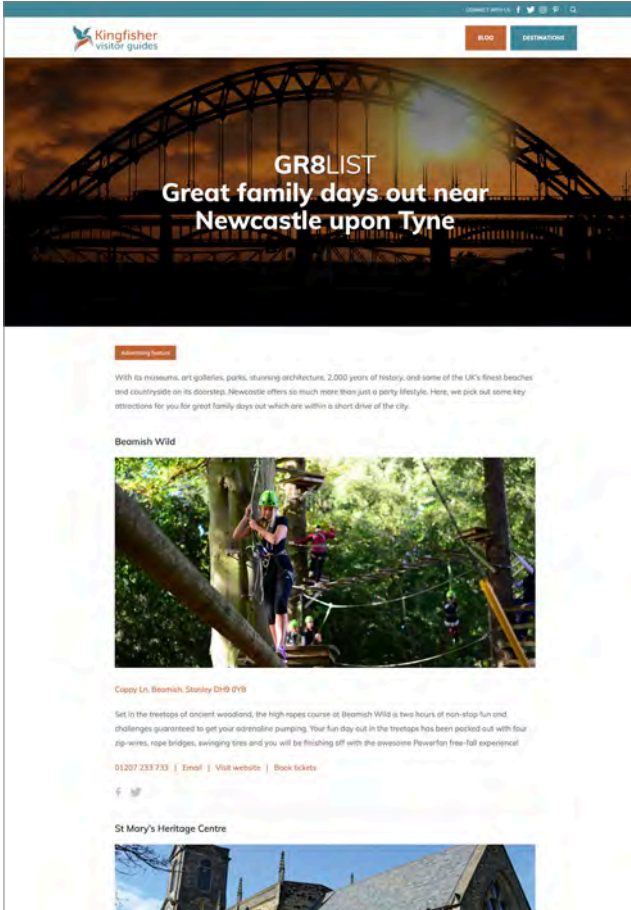 CONNECT WITH US
Kingfisher
visitor guides
BLOG
DESTINATIONS
GR8LIST
Great family days out near
Newcastle upon Tyne
Advertising feature
With its museums, art galleries, parks, stunning architecture, 2,000 years of history, and some of the UK's finest beaches
and countryside on its doorstep, Newcastle offers so much more than just a party lifestyle. Here, we pick out some key
attractions for you for great family days out which are within a short drive of the city.
Beamish Wild
Coppy Ln, Beamish, Stanley DH9 0YB
Set in the treetops of ancient woodland, the high ropes course at Beamish Wild is two hours of non-stop fun and
challenges guaranteed to get your adrenaline pumping. Your fun day out in the treetops has been packed out with four
zip-wires, rope bridges, swinging tires and you will be finishing off with the awesome Powerfan free-fall experience!
01207 233 733 | Email | Visit website | Book tickets
St Mary's Heritage Centre